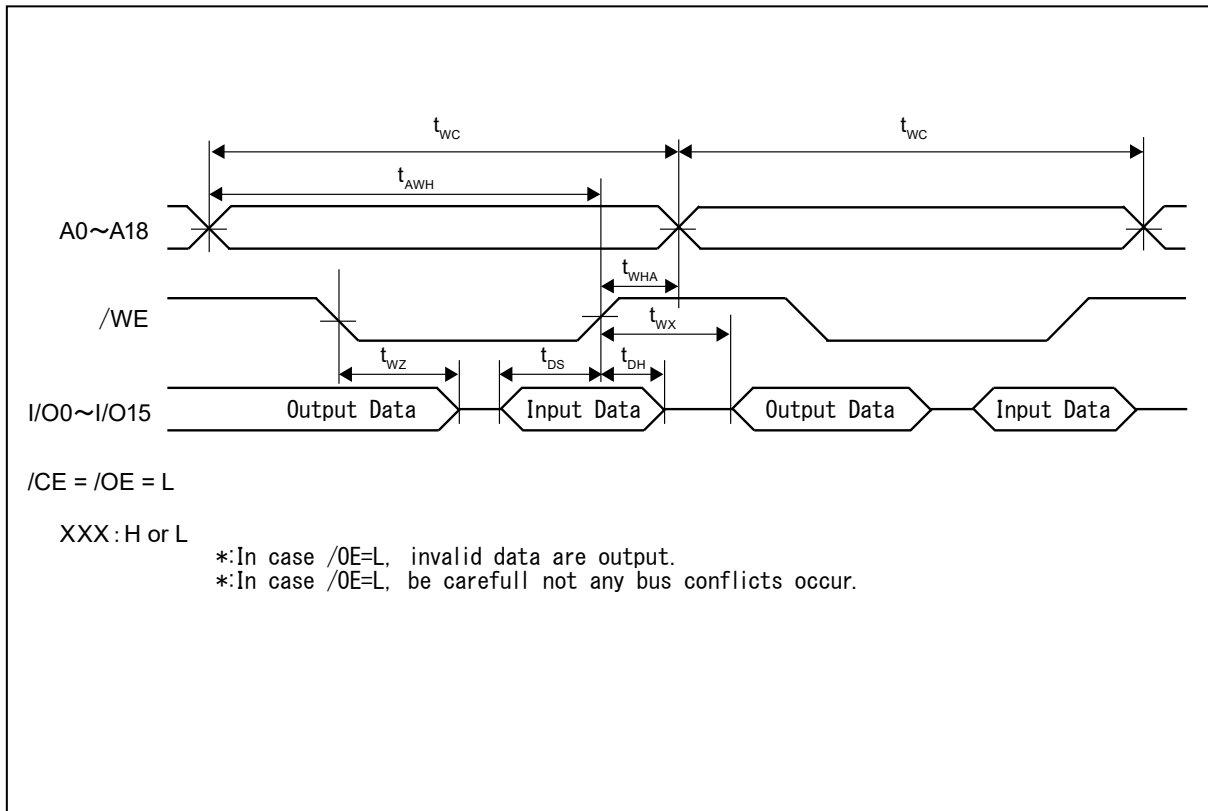 tWC tWC
tAWH
A0～A18
tWHA
/WE
tWX
tWZ tDS tDH
I/O0～I/O15 Output Data Input Data Output Data Input Data
/CE = /OE = L
XXX : H or L
*:In case /OE=L, invalid data are output.
*:In case /OE=L, be carefull not any bus conflicts occur.